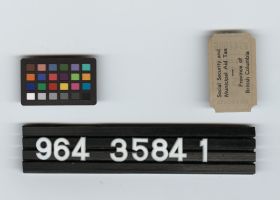 Social Security and
Municipal Aid Tax
Province of
British Columbia
964 3584 1